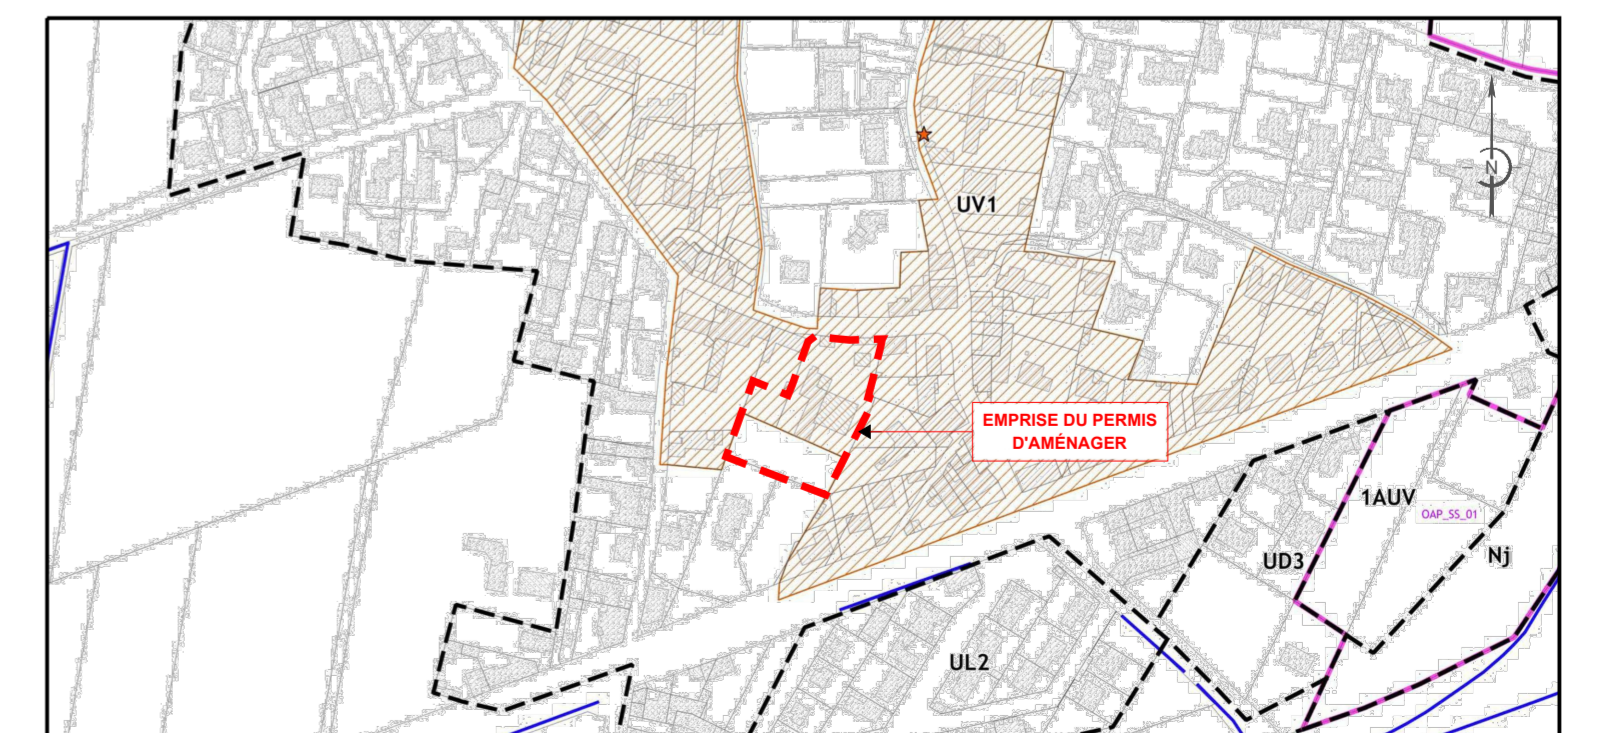 N
UV1
EMPRISE DU PERMIS
D'AMÉNAGER
1AUV
OAP_SS_01
Nj
UD3
UL2